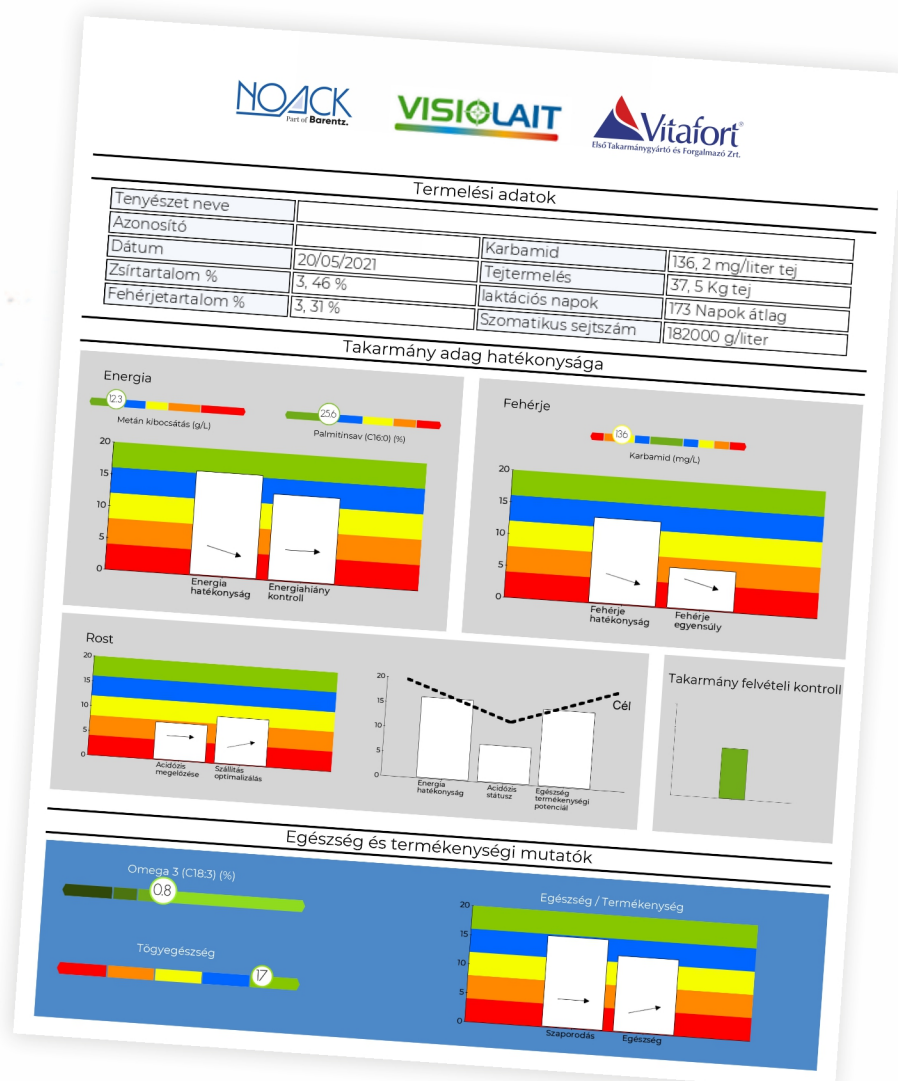 NOACK
Part of Barentz.
VISIOLAIT
Vitafort
Első Takarmánygyártó és Forgalmazó Zrt.
Termelési adatok
Tenyészet neve
Azonosító
Dátum 20/05/2021
Zsírtartalom % 3, 46 %
Fehérjetartalom % 3, 31 %
Karbamid 136, 2 mg/liter tej
Tejtermelés 37, 5 Kg tej
laktációs napok 173 Napok átlag
Szomatikus sejtszám 182000 g/liter
Takarmány adag hatékonysága
Energia
12.3
Metán kibocsátás (g/L)
25.6
Palmitinsav (C16:0) (%)
20
15
10
5
0
Energia
hatékonyság
Energiahiány
kontroll
Fehérje
136
Karbamid (mg/L)
20
15
10
5
0
Fehérje
hatékonyság
Fehérje
egyensúly
Rost
20
15
10
5
0
Acidózis
megelőzése
Szállítás
optimalizálás
20
15
10
5
0
Cél
Energia
hatékonyság
Acidózis
státusz
Egészség
termékenységi
potenciál
Takarmány felvételi kontroll
Egészség és termékenységi mutatók
Omega 3 (C18:3) (%)
0.8
Tőgyegészség
17
Egészség / Termékenység
20
15
10
5
0
Szaporodás
Egészség